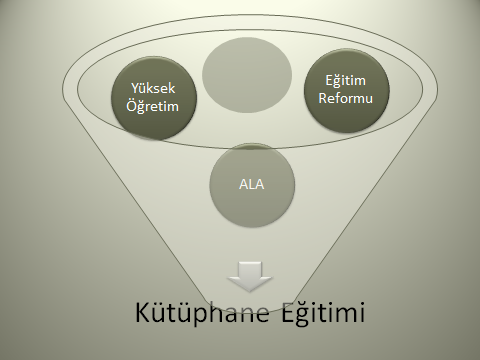 Yüksek
Öğretim
Eğitim
Reformu
ALA
Kütüphane Eğitimi